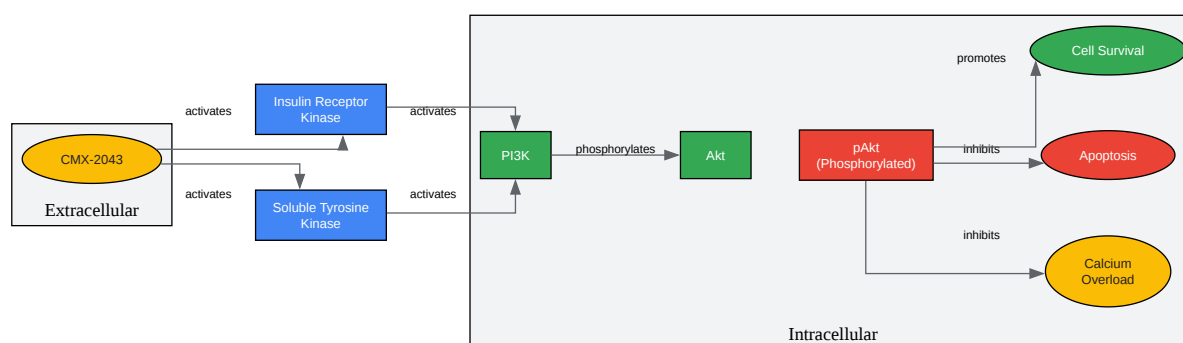 CMX-2043
Extracellular
activates
activates
Insulin Receptor
Kinase
Soluble Tyrosine
Kinase
activates
activates
PI3K
phosphorylates
Akt
pAkt
(Phosphorylated)
promotes
inhibits
inhibits
Cell Survival
Apoptosis
Calcium
Overload
Intracellular